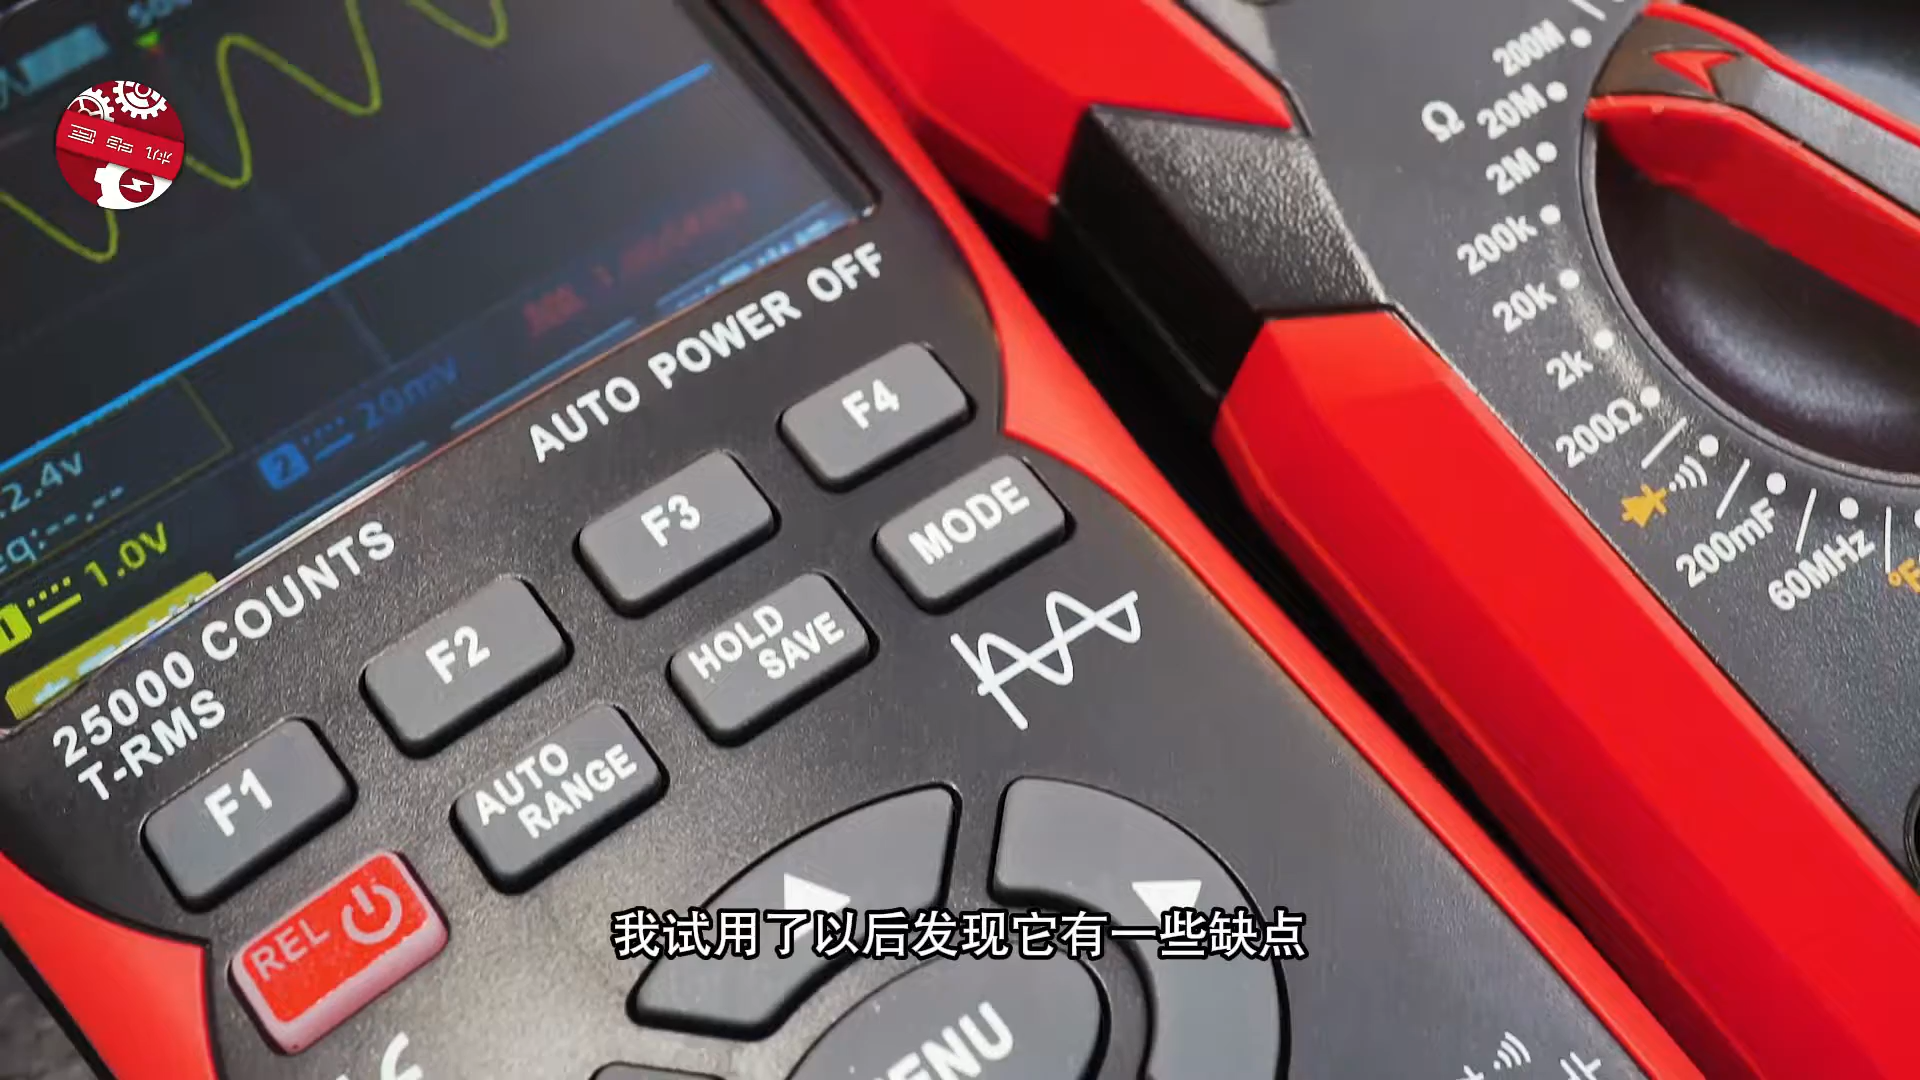 AUTO POWER OFF
25000 COUNTS
T-RMS
2.4v
eq:--.--
1.0V
2
20mV
F1
F2
F3
F4
REL
AUTO
RANGE
HOLD
SAVE
MODE
ENU
Ω
200M
20M
2M
200k
20k
2k
200Ω
200mF
60MHz
°F
我试用了以后发现它有一些缺点